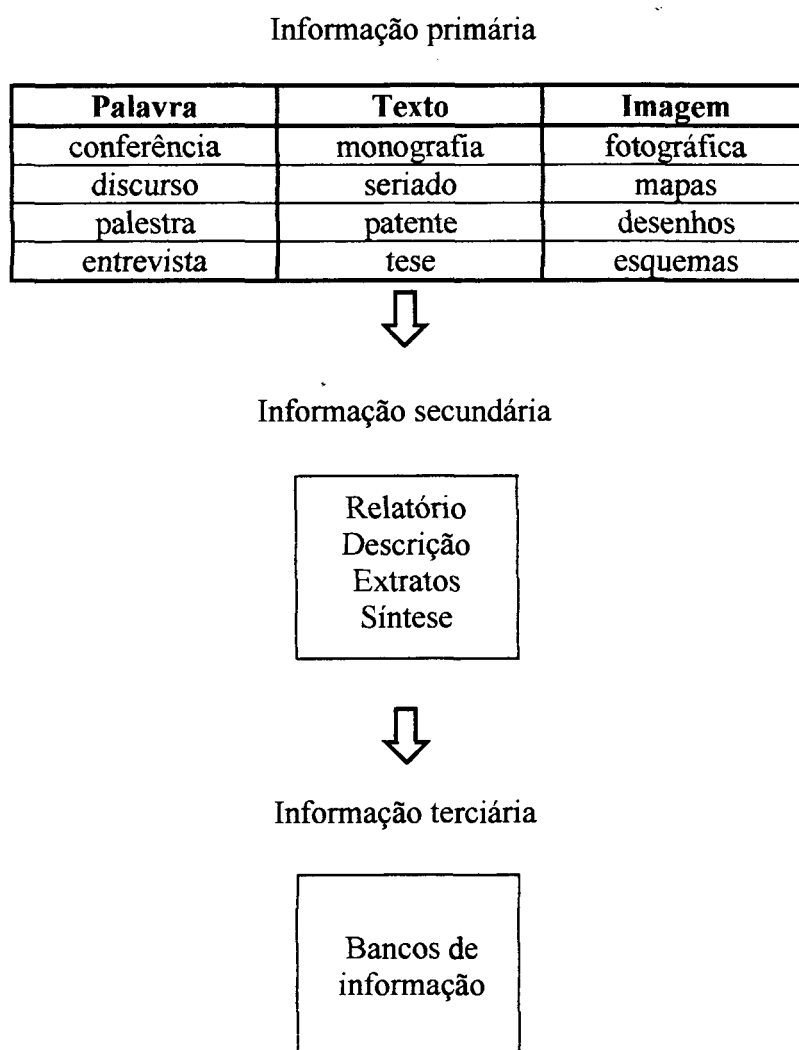 Informação primária
Palavra Texto Imagem
conferência monografia fotográfica
discurso seriado mapas
palestra patente desenhos
entrevista tese esquemas
Informação secundária
Relatório
Descrição
Extratos
Síntese
Informação terciária
Bancos de
informação